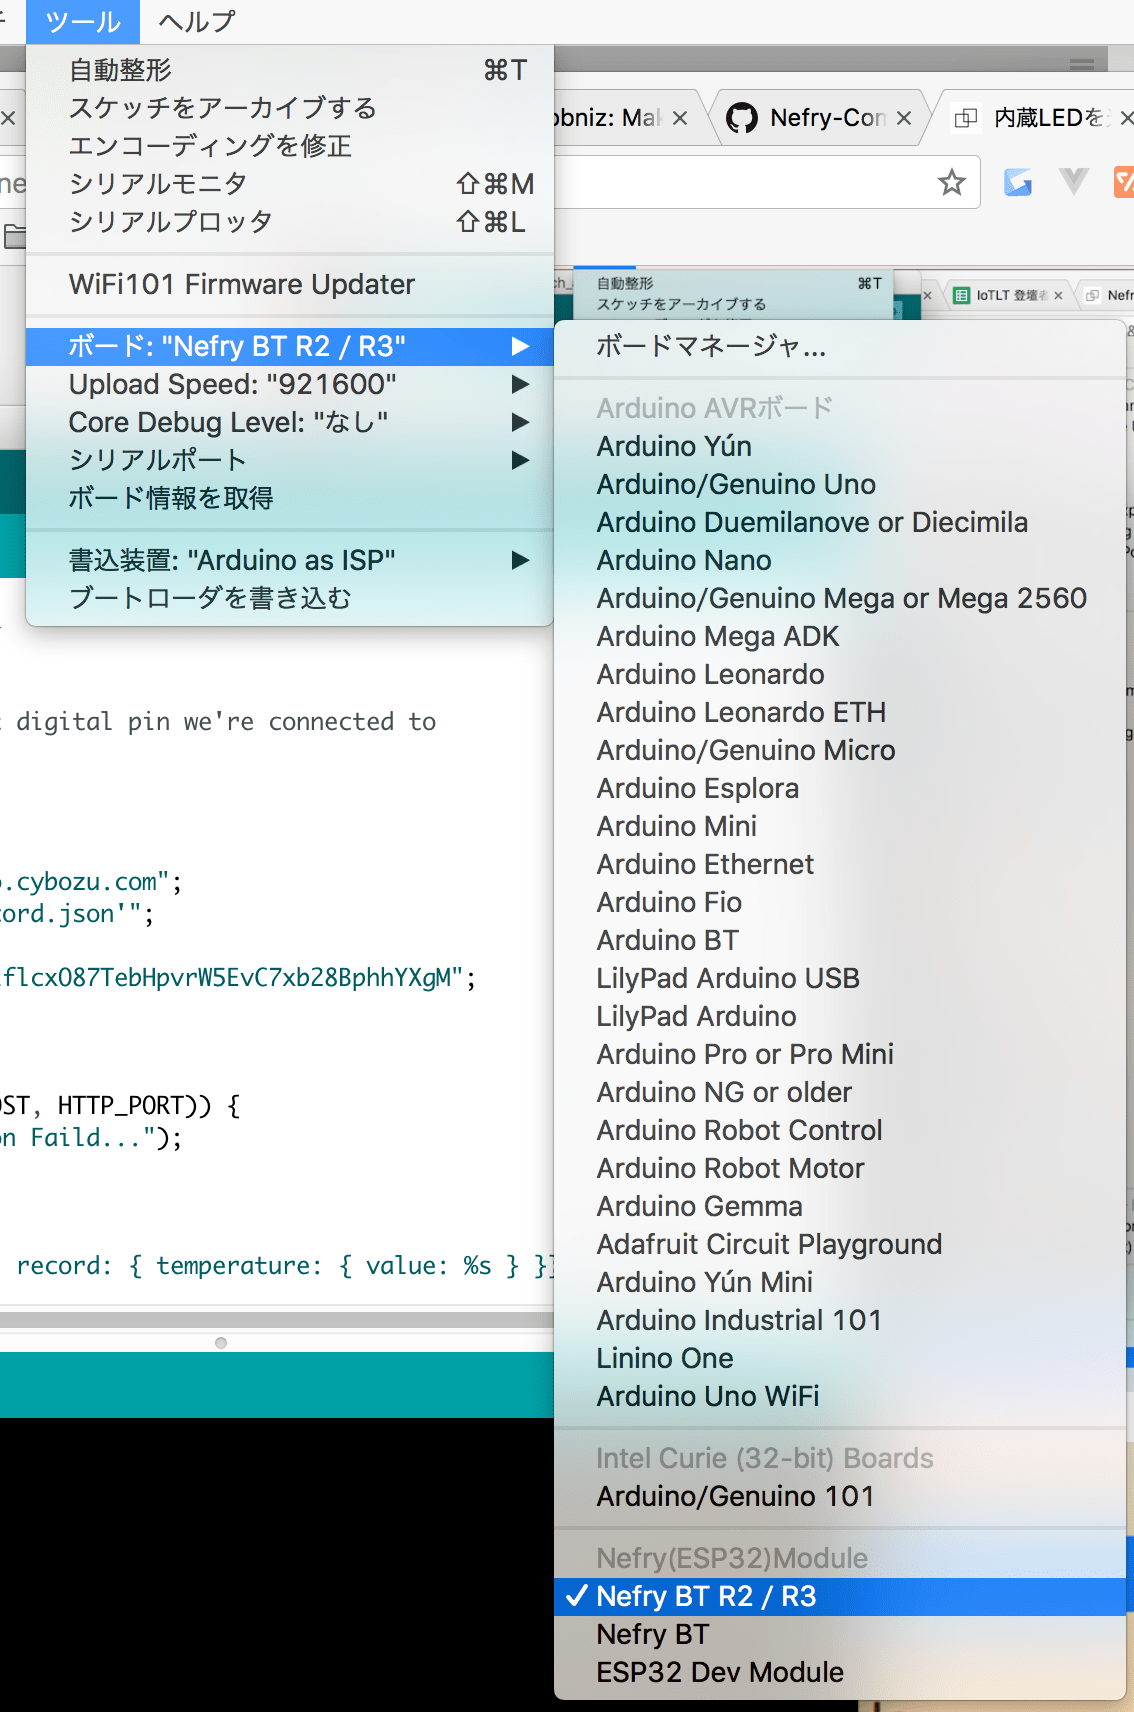 ツール ヘルプ
自動整形 ⌘T
スケッチをアーカイブする
エンコーディングを修正
シリアルモニタ ⇧⌘M
シリアルプロッタ ⇧⌘L
WiFi101 Firmware Updater
ボード: "Nefry BT R2 / R3"
Upload Speed: "921600"
Core Debug Level: "なし"
シリアルポート
ボード情報を取得
書込装置: "Arduino as ISP"
ブートローダを書き込む
Nefry-Con
内蔵LEDを
自動整形 ⌘T
スケッチをアーカイブする
IoTLT 登壇者
Nefr
ボードマネージャ...
Arduino AVRボード
Arduino Yún
Arduino/Genuino Uno
Arduino Duemilanove or Diecimila
Arduino Nano
Arduino/Genuino Mega or Mega 2560
Arduino Mega ADK
Arduino Leonardo
Arduino Leonardo ETH
Arduino/Genuino Micro
Arduino Esplora
Arduino Mini
Arduino Ethernet
Arduino Fio
Arduino BT
LilyPad Arduino USB
LilyPad Arduino
Arduino Pro or Pro Mini
Arduino NG or older
Arduino Robot Control
Arduino Robot Motor
Arduino Gemma
Adafruit Circuit Playground
Arduino Yún Mini
Arduino Industrial 101
Linino One
Arduino Uno WiFi
Intel Curie (32-bit) Boards
Arduino/Genuino 101
Nefry(ESP32)Module
✓ Nefry BT R2 / R3
Nefry BT
ESP32 Dev Module
digital pin we're connected to
.cybozu.com";
ord.json'";
flcxO87TebHpvrW5EvC7xb28BphhYXgM";
OST, HTTP_PORT)) {
on Faild...");
record: { temperature: { value: %s } }